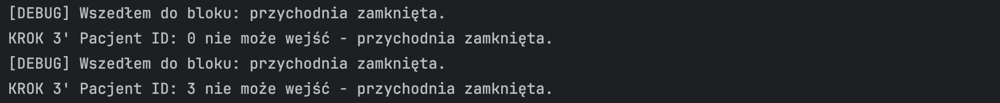 [DEBUG] Wszedłem do bloku: przychodnia zamknięta.
KROK 3' Pacjent ID: 0 nie może wejść - przychodnia zamknięta.
[DEBUG] Wszedłem do bloku: przychodnia zamknięta.
KROK 3' Pacjent ID: 3 nie może wejść - przychodnia zamknięta.